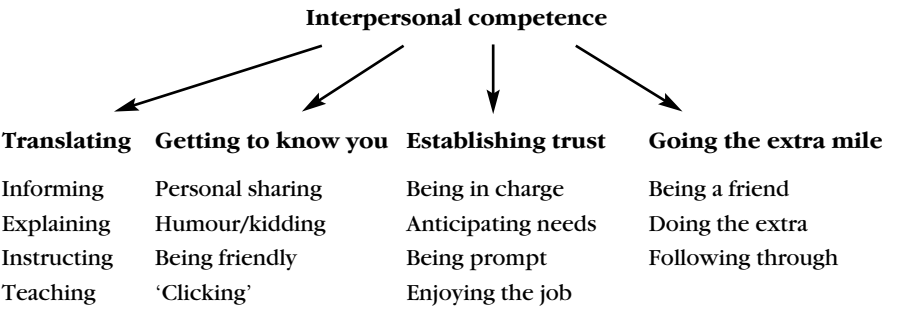 Interpersonal competence
Translating Getting to know you Establishing trust Going the extra mile
Informing Personal sharing Being in charge Being a friend
Explaining Humour/kidding Anticipating needs Doing the extra
Instructing Being friendly Being prompt Following through
Teaching ‘Clicking’ Enjoying the job